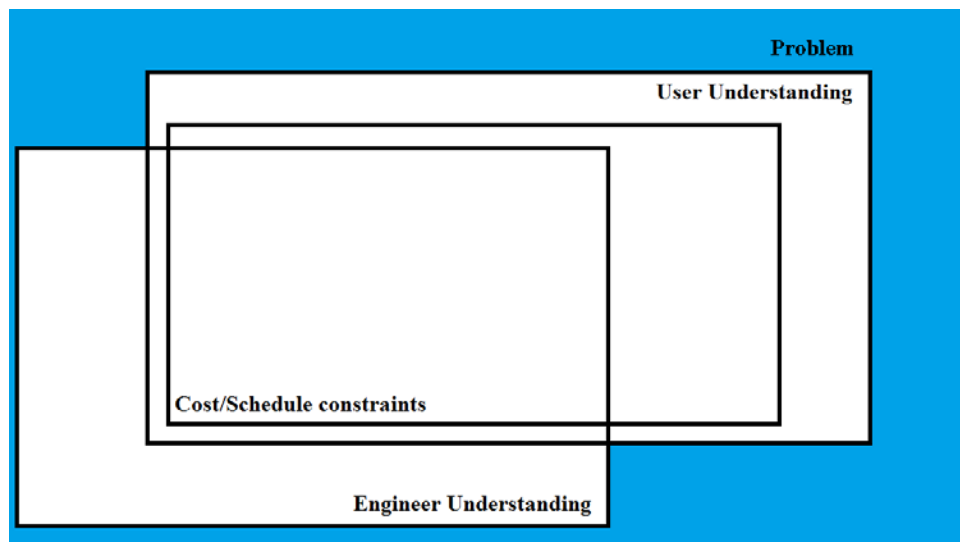 Problem
User Understanding
Cost/Schedule constraints
Engineer Understanding